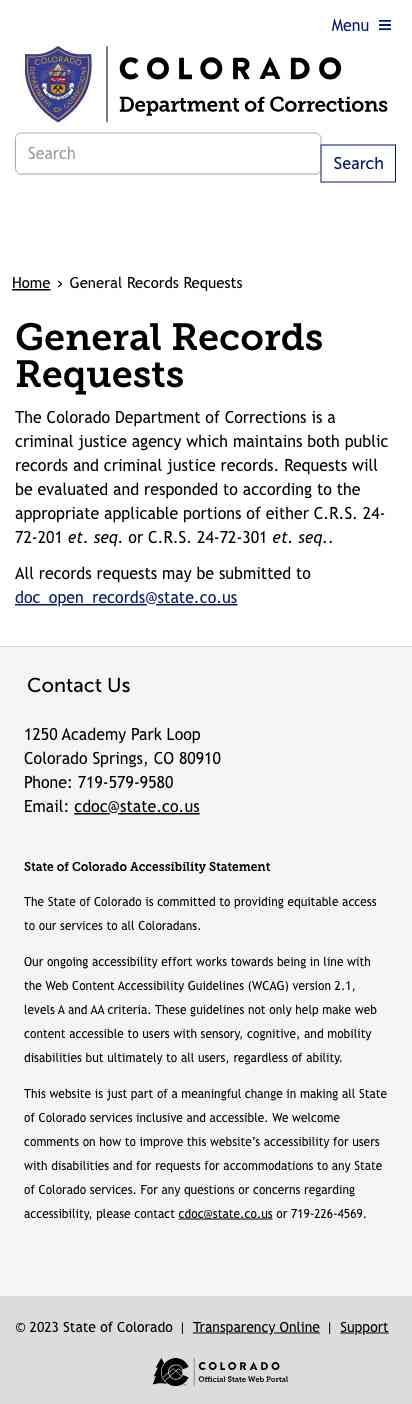 Menu
COLORADO
Department of Corrections
Search
Search
Home › General Records Requests
General Records
Requests
The Colorado Department of Corrections is a
criminal justice agency which maintains both public
records and criminal justice records. Requests will
be evaluated and responded to according to the
appropriate applicable portions of either C.R.S. 24-
72-201 et. seq. or C.R.S. 24-72-301 et. seq..
All records requests may be submitted to
doc_open_records@state.co.us
Contact Us
1250 Academy Park Loop
Colorado Springs, CO 80910
Phone: 719-579-9580
Email: cdoc@state.co.us
State of Colorado Accessibility Statement
The State of Colorado is committed to providing equitable access
to our services to all Coloradans.
Our ongoing accessibility effort works towards being in line with
the Web Content Accessibility Guidelines (WCAG) version 2.1,
levels A and AA criteria. These guidelines not only help make web
content accessible to users with sensory, cognitive, and mobility
disabilities but ultimately to all users, regardless of ability.
This website is just part of a meaningful change in making all State
of Colorado services inclusive and accessible. We welcome
comments on how to improve this website’s accessibility for users
with disabilities and for requests for accommodations to any State
of Colorado services. For any questions or concerns regarding
accessibility, please contact cdoc@state.co.us or 719-226-4569.
© 2023 State of Colorado | Transparency Online | Support
COLORADO
Official State Web Portal